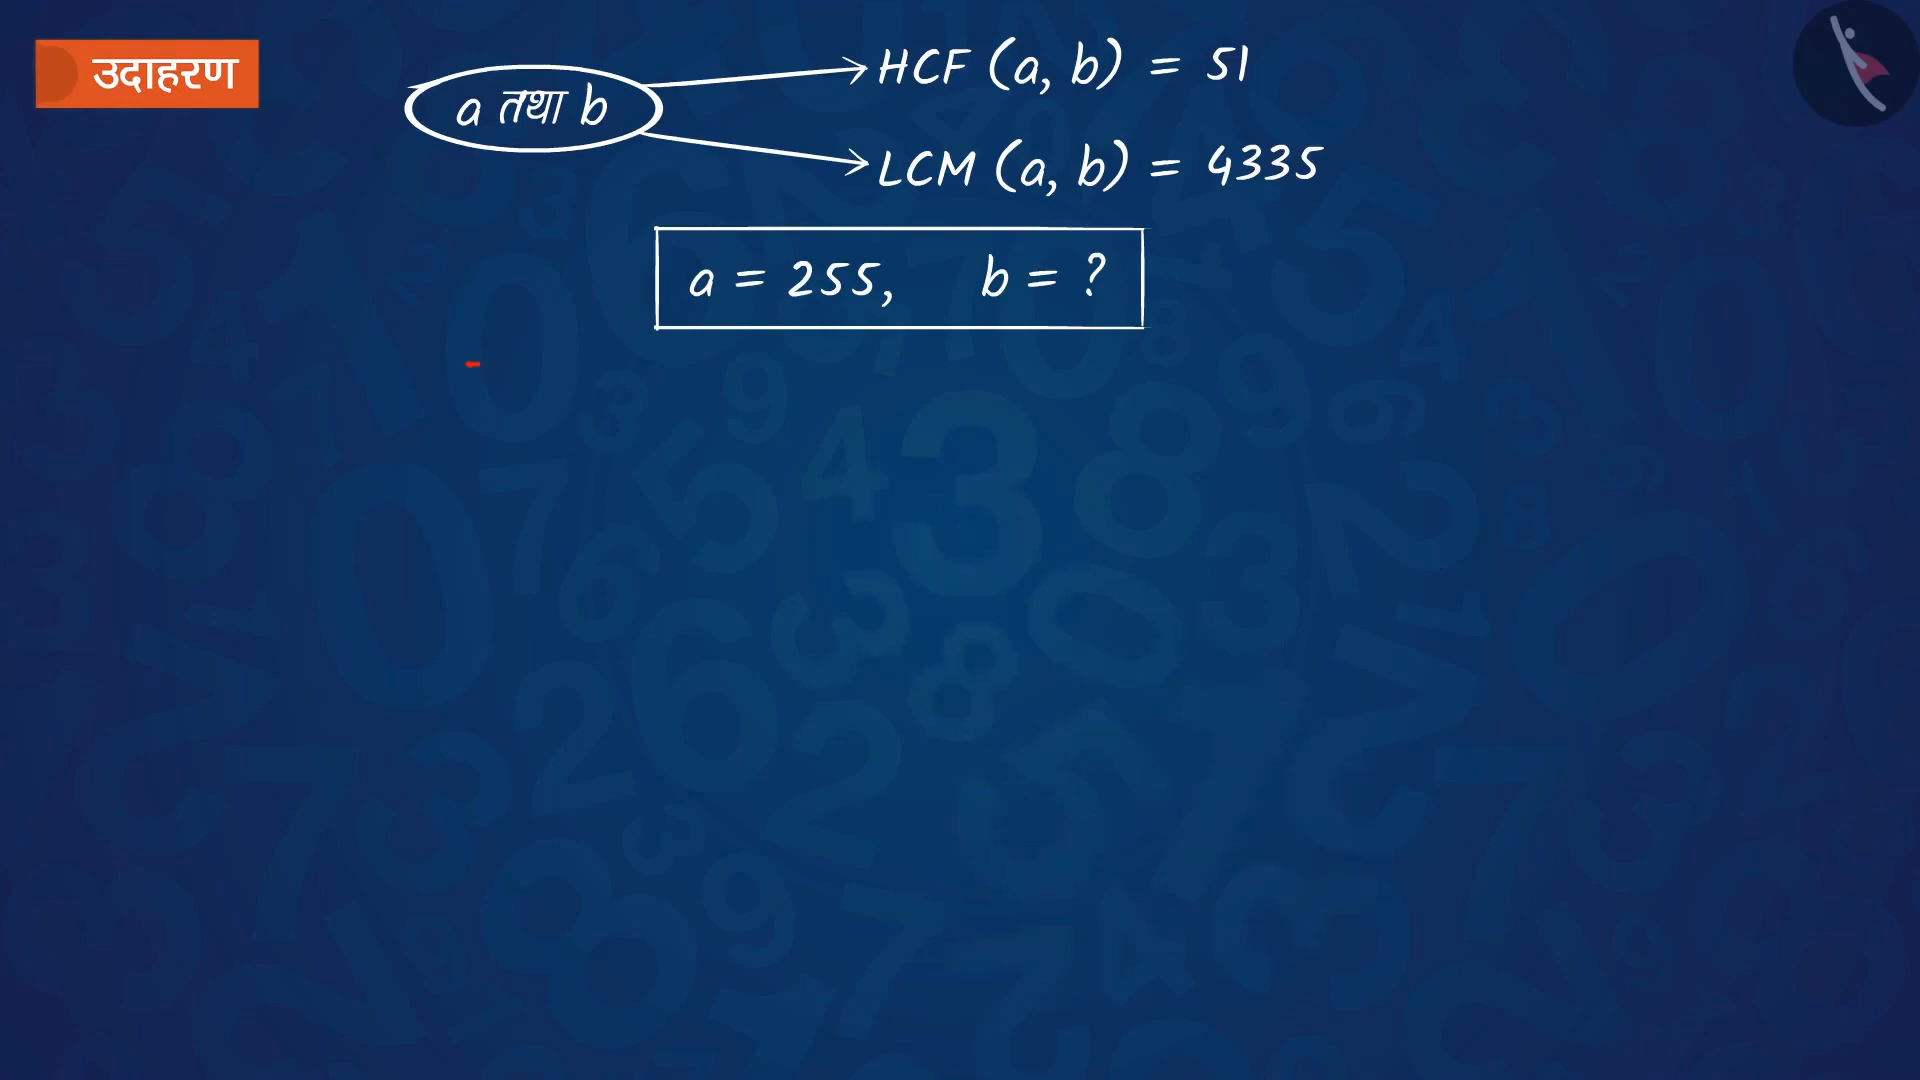 उदाहरण
a तथा b
HCF (a, b) = 51
LCM (a, b) = 4335
a = 255, b = ?